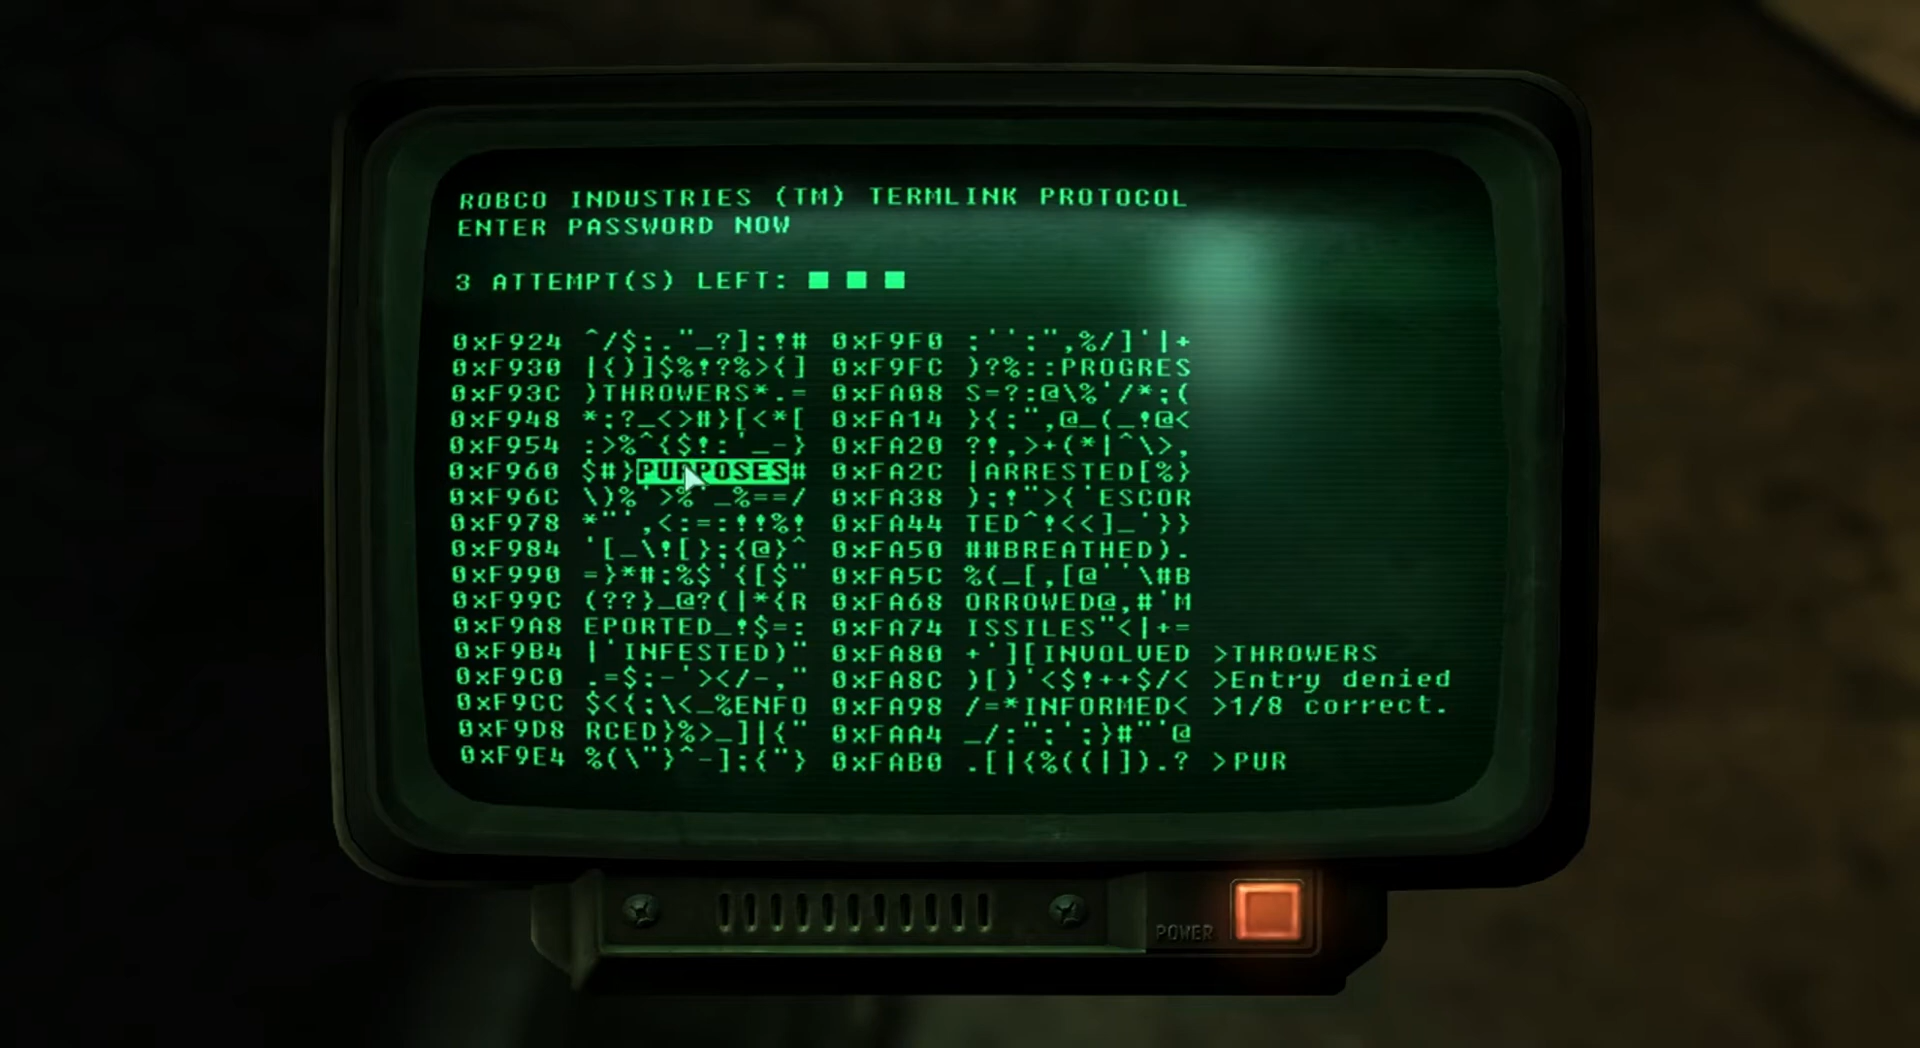 ROBCO INDUSTRIES (TM) TERMLINK PROTOCOL
ENTER PASSWORD NOW
3 ATTEMPT(S) LEFT: ■ ■ ■
0xF924 ^/$:."_?];!# 0xF9F0 :'':",%/]'|+
0xF930 |{)]$%!?%>{] 0xF9FC )?%::PROGRES
0xF93C )THROWERS*.= 0xFA08 S=?:@\%'/*;(
0xF948 *:?_<>#}[<*[ 0xFA14 }{:",@_(_!@<
0xF954 :>%^{$!:'_-} 0xFA20 ?!,>+(*|^\>,
0xF960 $#}PURPOSES# 0xFA2C |ARRESTED[%}
0xF96C \)%'>%'_%==/ 0xFA38 );!">{'ESCOR
0xF978 *"',<:=:!!%! 0xFA44 TED^!<<]_'}}
0xF984 '[_\![};{@}^ 0xFA50 ##BREATHED).
0xF990 =}*#:%$'{[$" 0xFA5C %(_[,[@''\#B
0xF99C (??}_@?(|*{R 0xFA68 ORROWED@,#'M
0xF9A8 EPORTED_!$=: 0xFA74 ISSILES"<|+=
0xF9B4 |'INFESTED)" 0xFA80 +'][INVOLVED >THROWERS
0xF9C0 .=$:-'></-," 0xFA8C )[)'<$!++$/< >Entry denied
0xF9CC $<{;\<_%ENFO 0xFA98 /=*INFORMED< >1/8 correct.
0xF9D8 RCED}%>_]|{" 0xFAA4 _/:":';}#"'@
0xF9E4 %(\"}^-];{"} 0xFAB0 .[|{%((|]).? >PUR
POWER